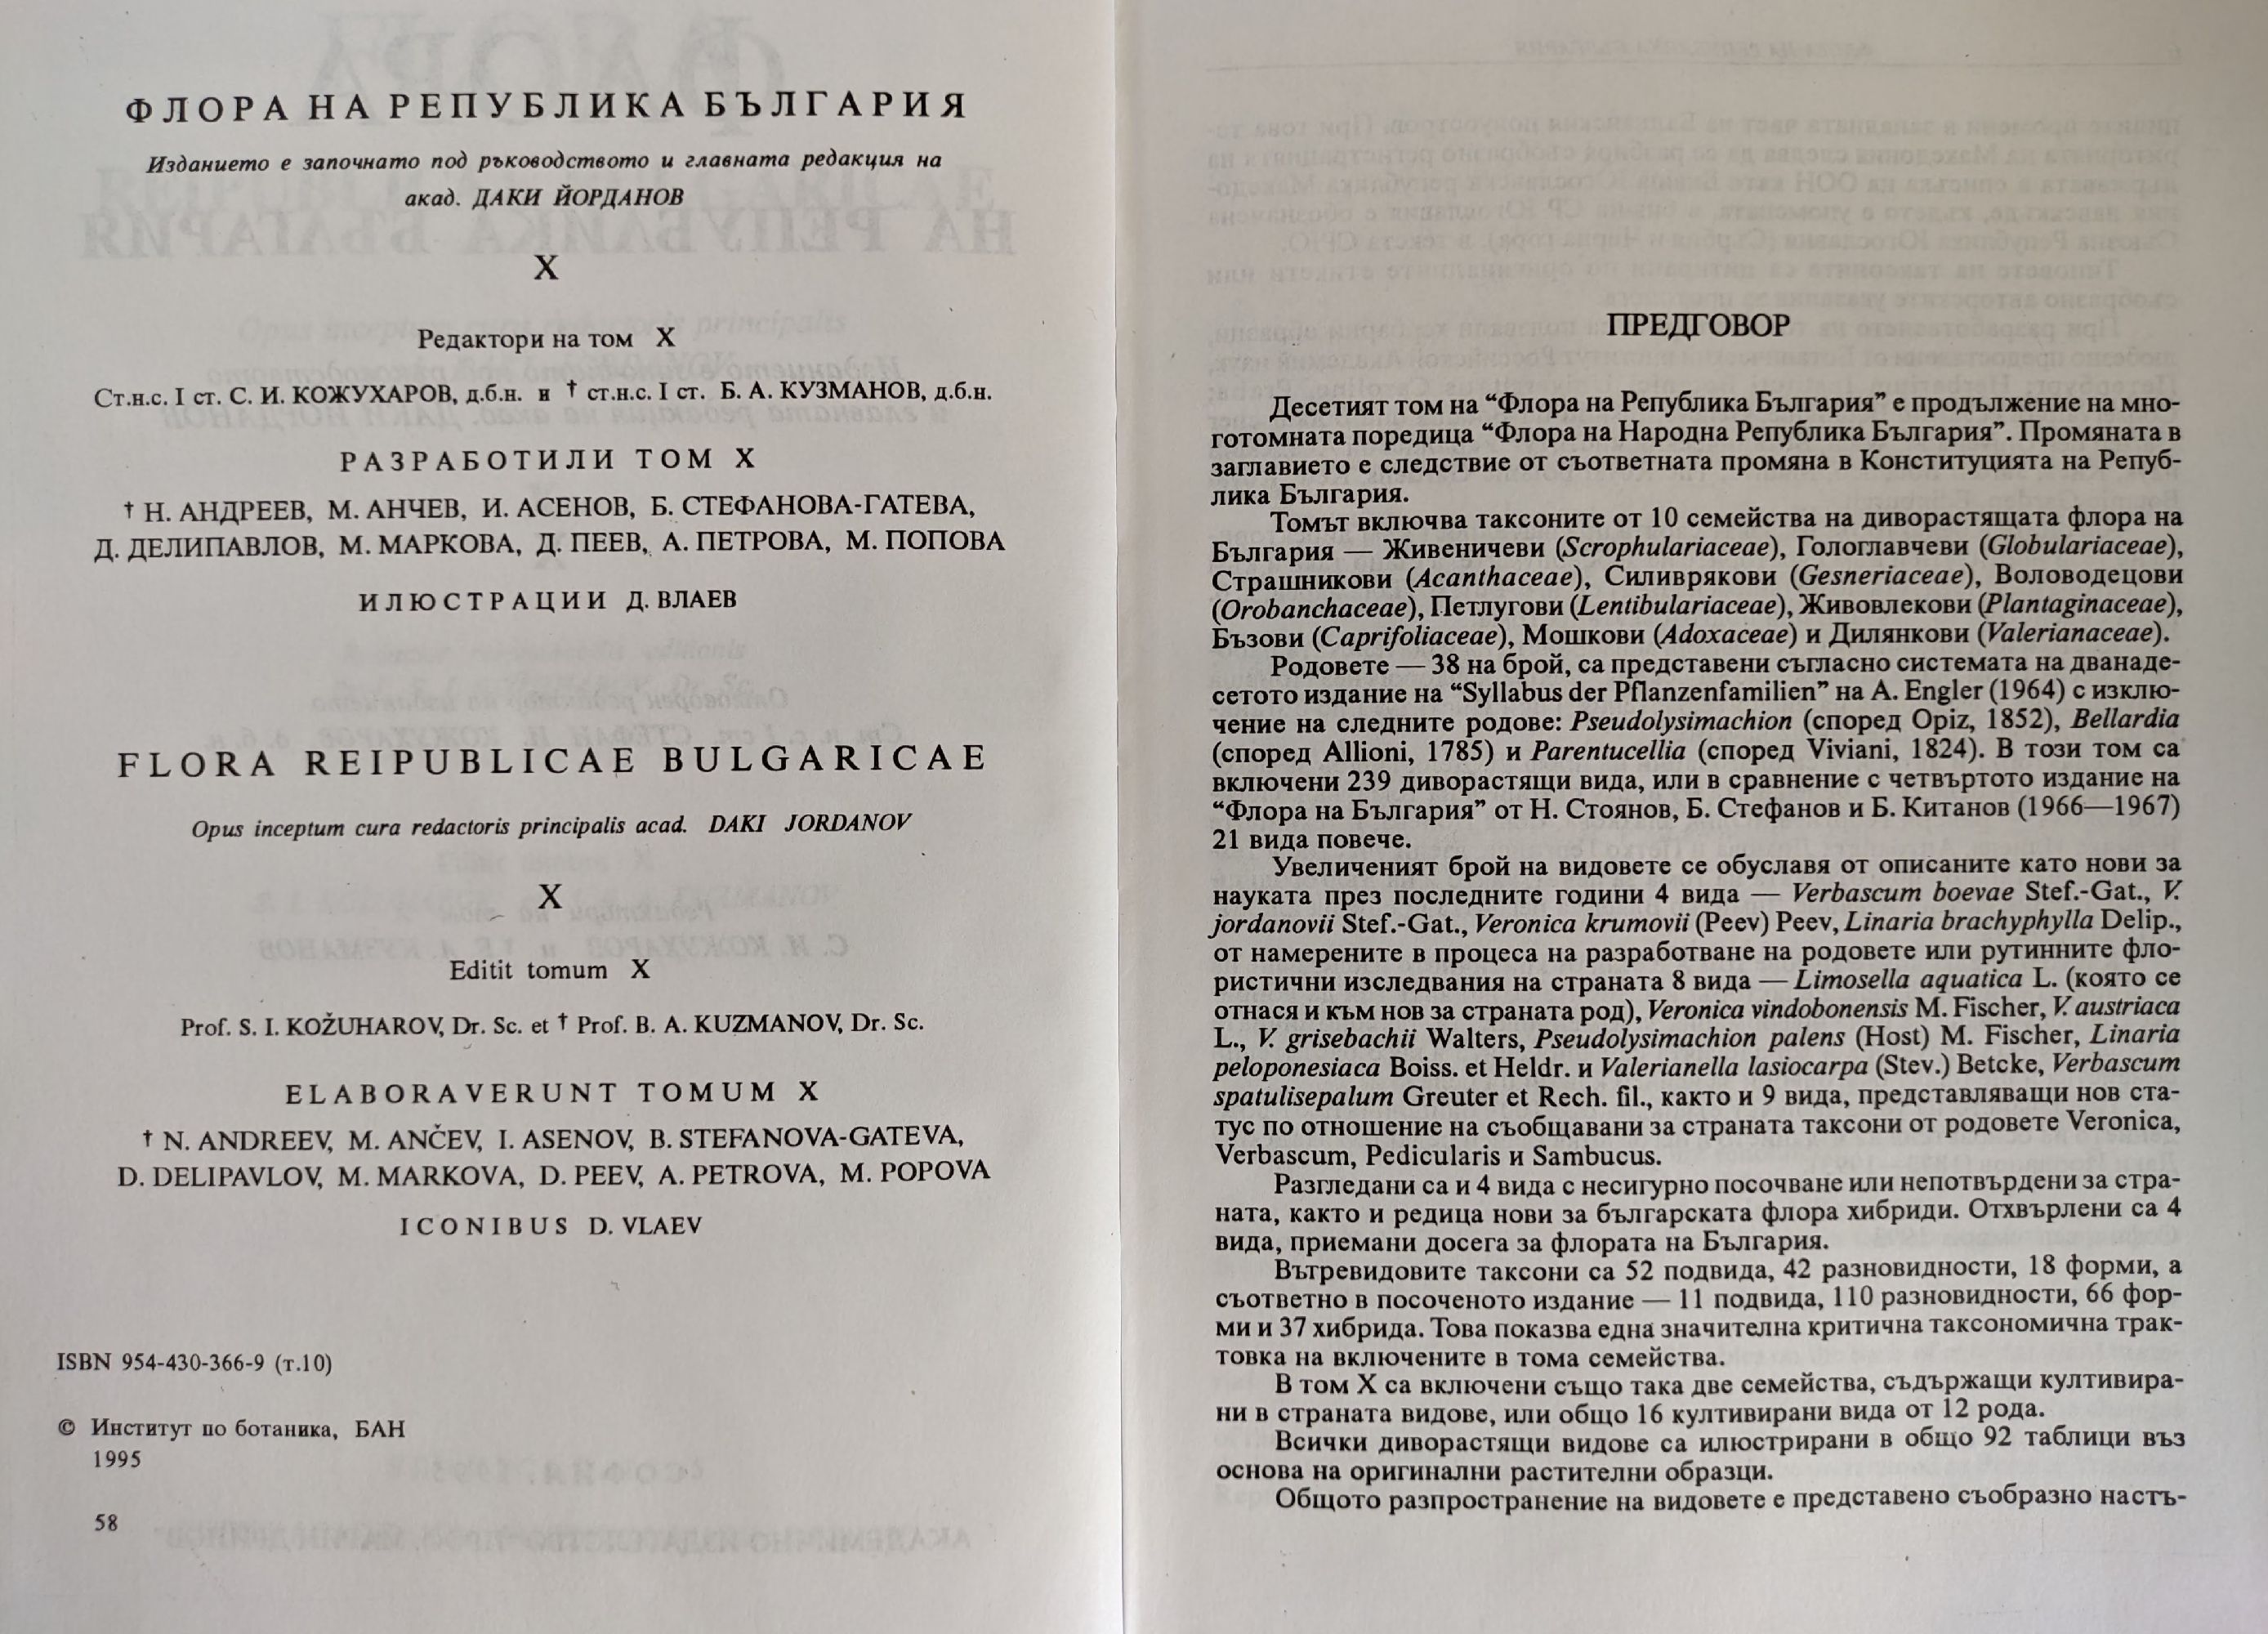 ФЛОРА НА РЕПУБЛИКА БЪЛГАРИЯ
Изданието е започнато под ръководството и главната редакция на
акад. ДАКИ ЙОРДАНОВ
X
Редактори на том X
Ст.н.с. I ст. С. И. КОЖУХАРОВ, д.б.н. и † ст.н.с. I ст. Б. А. КУЗМАНОВ, д.б.н.
РАЗРАБОТИЛИ ТОМ X
† Н. АНДРЕЕВ, М. АНЧЕВ, И. АСЕНОВ, Б. СТЕФАНОВА-ГАТЕВА,
Д. ДЕЛИПАВЛОВ, М. МАРКОВА, Д. ПЕЕВ, А. ПЕТРОВА, М. ПОПОВА
ИЛЮСТРАЦИИ Д. ВЛАЕВ
FLORA REIPUBLICAE BULGARICAE
Opus inceptum cura redactoris principalis acad. DAKI JORDANOV
X
Editit tomum X
Prof. S. I. KOŽUHAROV, Dr. Sc. et † Prof. B. A. KUZMANOV, Dr. Sc.
ELABORAVERUNT TOMUM X
† N. ANDREEV, M. ANČEV, I. ASENOV, B. STEFANOVA-GATEVA,
D. DELIPAVLOV, M. MARKOVA, D. PEEV, A. PETROVA, M. POPOVA
ICONIBUS D. VLAEV
ISBN 954-430-366-9 (т.10)
© Институт по ботаника, БАН
1995
58
ПРЕДГОВОР
Десетият том на “Флора на Република България” е продължение на мно-
готомната поредица “Флора на Народна Република България”. Промяната в
заглавието е следствие от съответната промяна в Конституцията на Репуб-
лика България.
Томът включва таксоните от 10 семейства на диворастящата флора на
България — Живеничеви (Scrophulariaceae), Гологлавчеви (Globulariaceae),
Страшникови (Acanthaceae), Силиврякови (Gesneriaceae), Воловодецови
(Orobanchaceae), Петлугови (Lentibulariaceae), Живовлекови (Plantaginaceae),
Бъзови (Caprifoliaceae), Мошкови (Adoxaceae) и Дилянкови (Valerianaceae).
Родовете — 38 на брой, са представени съгласно системата на дванаде-
сетото издание на “Syllabus der Pflanzenfamilien” на A. Engler (1964) с изклю-
чение на следните родове: Pseudolysimachion (според Opiz, 1852), Bellardia
(според Allioni, 1785) и Parentucellia (според Viviani, 1824). В този том са
включени 239 диворастящи вида, или в сравнение с четвъртото издание на
“Флора на България” от Н. Стоянов, Б. Стефанов и Б. Китанов (1966—1967)
21 вида повече.
Увеличеният брой на видовете се обуславя от описаните като нови за
науката през последните години 4 вида — Verbascum boevae Stef.-Gat., V.
jordanovii Stef.-Gat., Veronica krumovii (Peev) Peev, Linaria brachyphylla Delip.,
от намерените в процеса на разработване на родовете или рутинните фло-
ристични изследвания на страната 8 вида — Limosella aquatica L. (която се
отнася и към нов за страната род), Veronica vindobonensis M. Fischer, V. austriaca
L., V. grisebachii Walters, Pseudolysimachion palens (Host) M. Fischer, Linaria
peloponesiaca Boiss. et Heldr. и Valerianella lasiocarpa (Stev.) Betcke, Verbascum
spatulisepalum Greuter et Rech. fil., както и 9 вида, представляващи нов ста-
тус по отношение на съобщавани за страната таксони от родовете Veronica,
Verbascum, Pedicularis и Sambucus.
Разгледани са и 4 вида с несигурно посочване или непотвърдени за стра-
ната, както и редица нови за българската флора хибриди. Отхвърлени са 4
вида, приемани досега за флората на България.
Вътревидовите таксони са 52 подвида, 42 разновидности, 18 форми, а
съответно в посоченото издание — 11 подвида, 110 разновидности, 66 фор-
ми и 37 хибрида. Това показва една значителна критична таксономична трак-
товка на включените в тома семейства.
В том X са включени също така две семейства, съдържащи култивира-
ни в страната видове, или общо 16 култивирани вида от 12 рода.
Всички диворастящи видове са илюстрирани в общо 92 таблици въз
основа на оригинални растителни образци.
Общото разпространение на видовете е представено съобразно настъ-